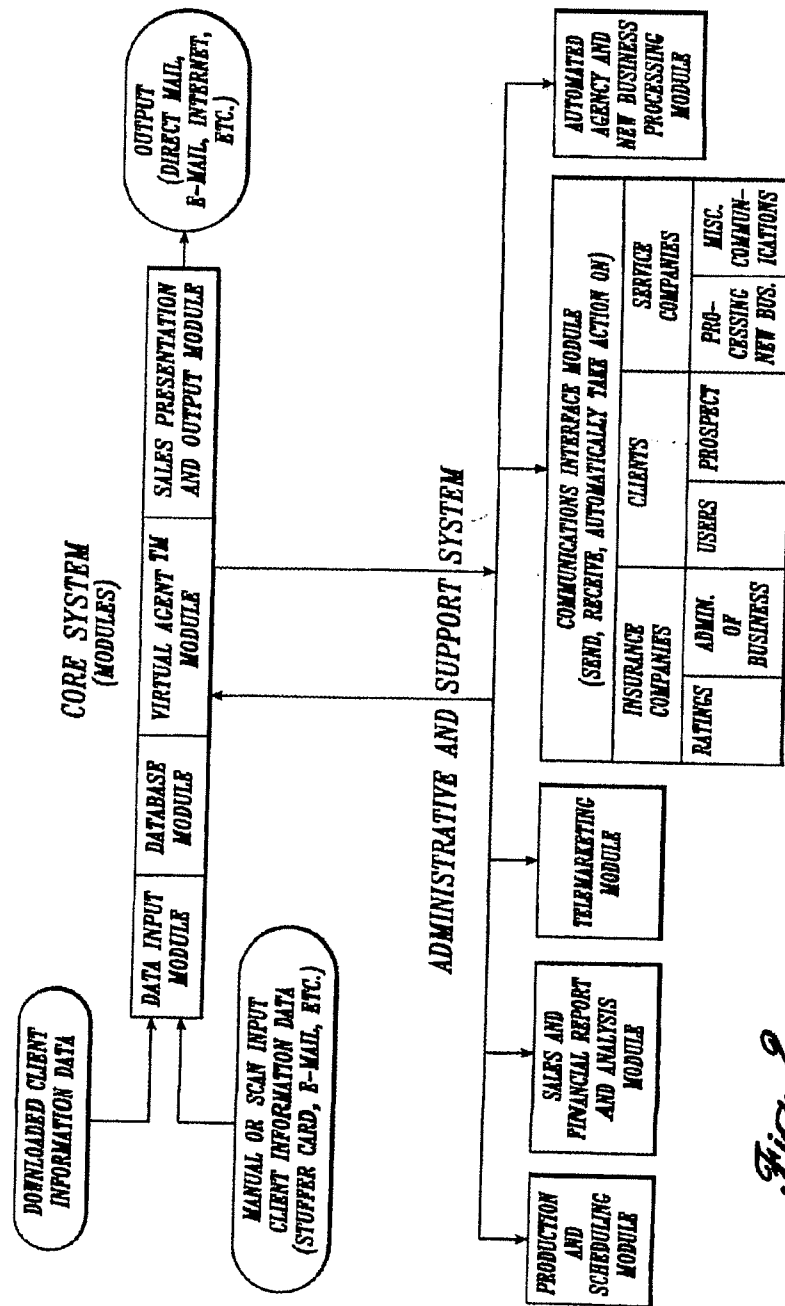 CORE SYSTEM
(MODULES)
DOWNLOADED CLIENT
INFORMATION DATA
MANUAL OR SCAN INPUT
CLIENT INFORMATION DATA
(STUFFER CARD, E-MAIL, ETC.)
DATA INPUT
MODULE
DATABASE
MODULE
VIRTUAL AGENT TM
MODULE
SALES PRESENTATION
AND OUTPUT MODULE
OUTPUT
(DIRECT MAIL,
E-MAIL, INTERNET,
ETC.)
ADMINISTRATIVE AND SUPPORT SYSTEM
PRODUCTION
AND
SCHEDULING
MODULE
SALES AND
FINANCIAL REPORT
AND ANALYSIS
MODULE
TELEMARKETING
MODULE
COMMUNICATIONS INTERFACE MODULE
(SEND, RECEIVE, AUTOMATICALLY TAKE ACTION ON)
INSURANCE
COMPANIES
CLIENTS
SERVICE
COMPANIES
RATINGS
ADMIN.
OF
BUSINESS
USERS
PROSPECT
PRO-
CESSING
NEW BUS.
MISC.
COMMUN-
ICATIONS
AUTOMATED
AGENCY AND
NEW BUSINESS
PROCESSING
MODULE
Fig. 2